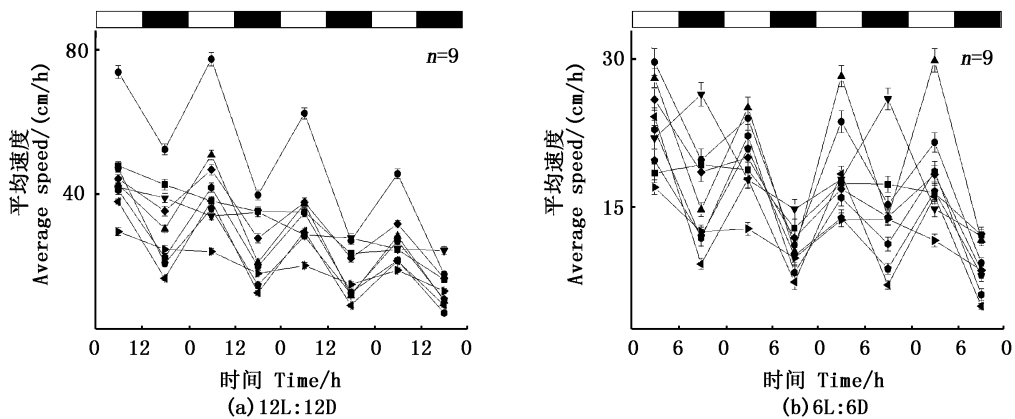 80
40
平均速度
Average speed/(cm/h)
n=9
0 12 0 12 0 12 0 12 0
时间 Time/h
(a)12L:12D
30
15
平均速度
Average speed/(cm/h)
n=9
0 6 0 6 0 6 0 6 0
时间 Time/h
(b)6L:6D